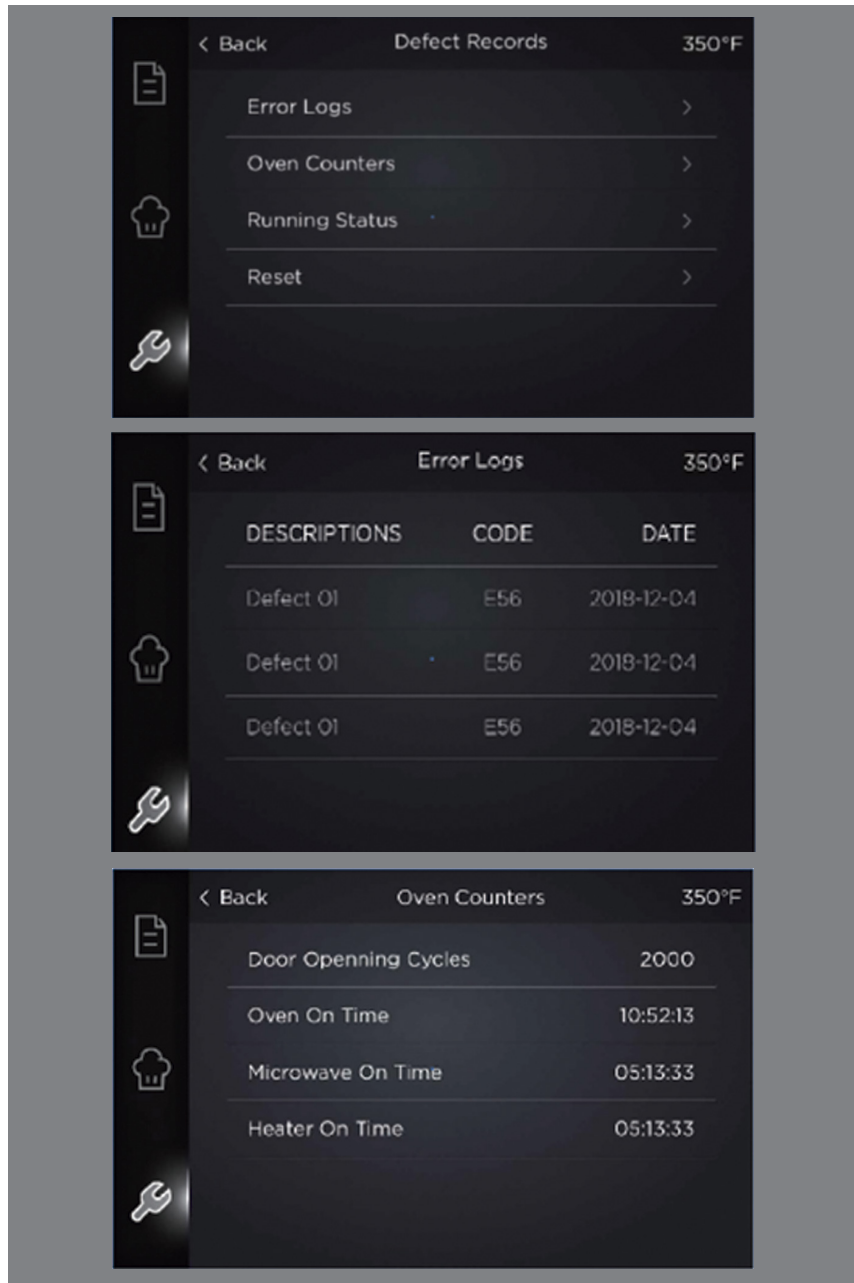 < Back Defect Records 350°F
Error Logs >
Oven Counters >
Running Status >
Reset >
< Back Error Logs 350°F
DESCRIPTIONS CODE DATE
Defect 01 E56 2018-12-04
Defect 01 E56 2018-12-04
Defect 01 E56 2018-12-04
< Back Oven Counters 350°F
Door Openning Cycles 2000
Oven On Time 10:52:13
Microwave On Time 05:13:33
Heater On Time 05:13:33